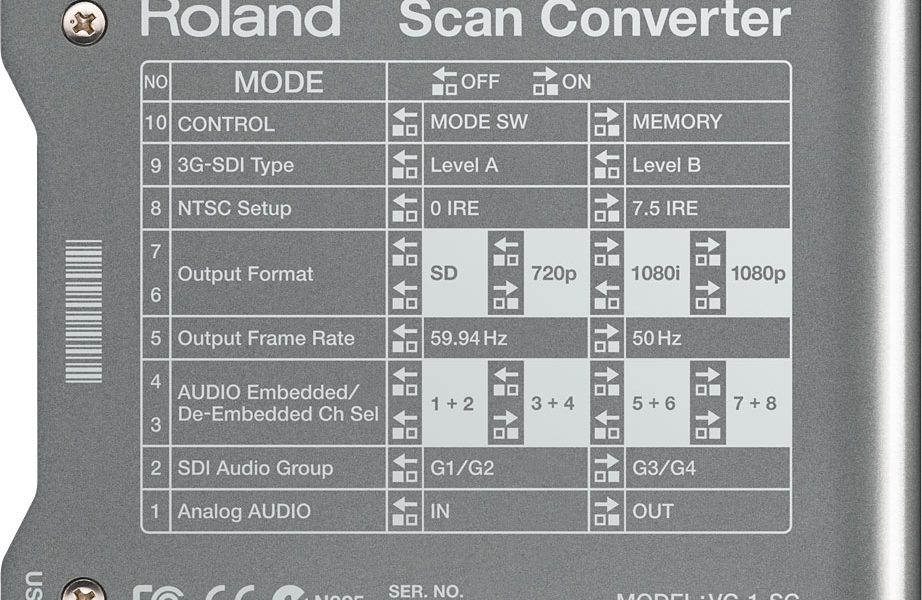 Roland Scan Converter
NO MODE OFF ON
10 CONTROL MODE SW MEMORY
9 3G-SDI Type Level A Level B
8 NTSC Setup 0 IRE 7.5 IRE
7
Output Format SD 720p 1080i 1080p
6
5 Output Frame Rate 59.94 Hz 50 Hz
4 AUDIO Embedded/
1 + 2 3 + 4 5 + 6 7 + 8
3 De-Embedded Ch Sel
2 SDI Audio Group G1/G2 G3/G4
1 Analog AUDIO IN OUT
SER. NO.
MODEL : VC-1-SC